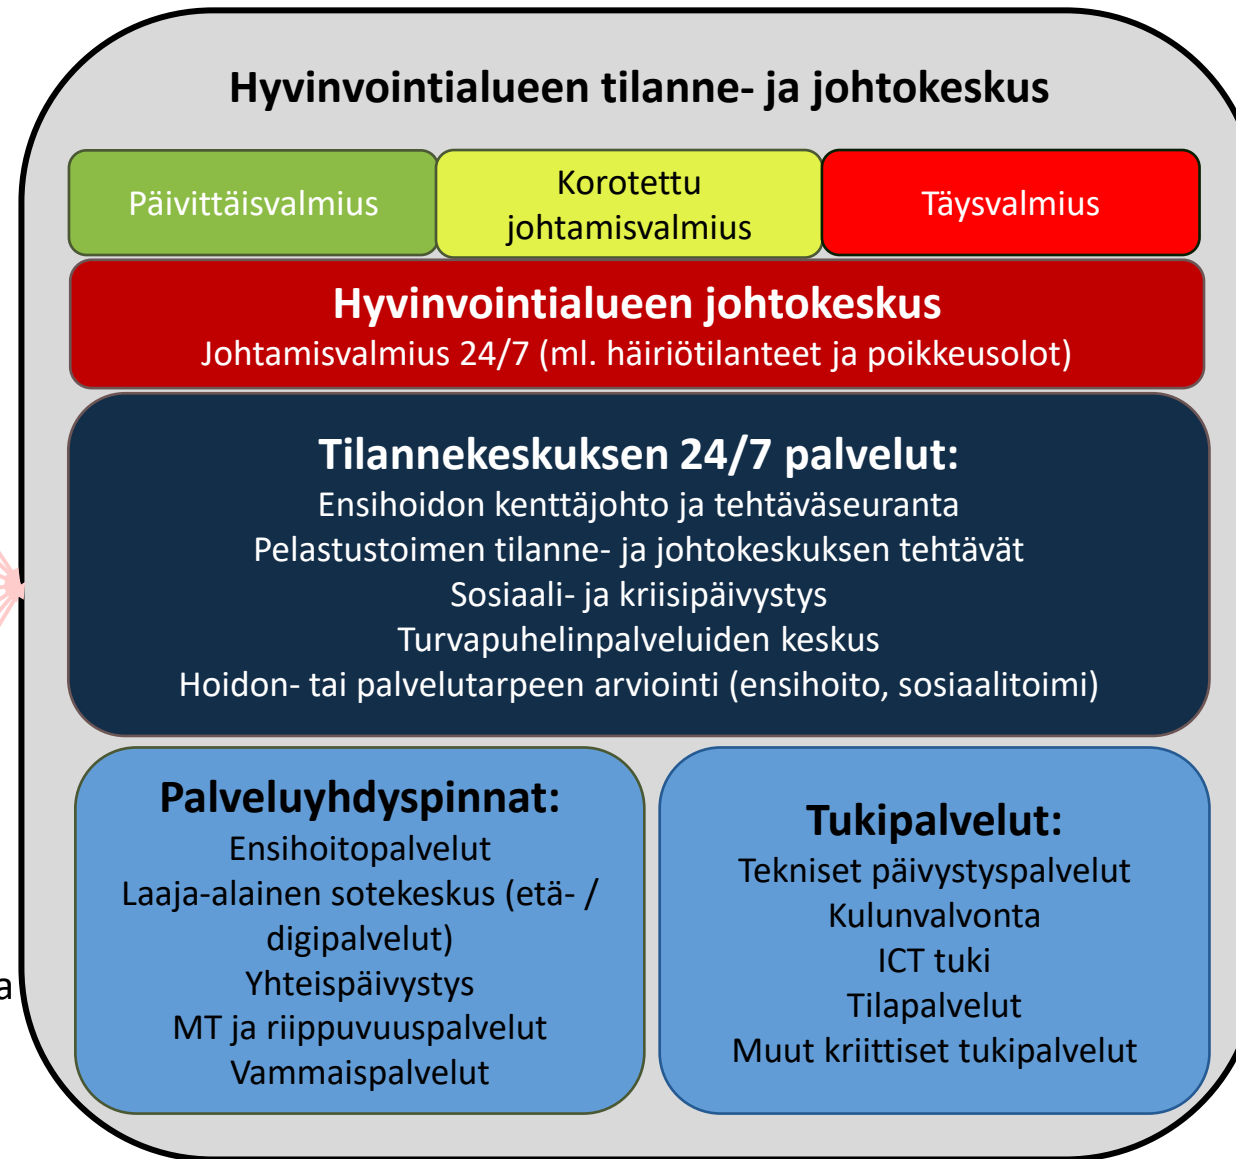 Hyvinvointialueen tilanne- ja johtokeskus
Päivittäisvalmius
Korotettu
johtamisvalmius
Täysvalmius
Hyvinvointialueen johtokeskus
Johtamisvalmius 24/7 (ml. häiriötilanteet ja poikkeusolot)
Tilannekeskuksen 24/7 palvelut:
Ensihoidon kenttäjohto ja tehtäväseuranta
Pelastustoimen tilanne- ja johtokeskuksen tehtävät
Sosiaali- ja kriisipäivystys
Turvapuhelinpalveluiden keskus
Hoidon- tai palvelutarpeen arviointi (ensihoito, sosiaalitoimi)
Palveluyhdyspinnat:
Ensihoitopalvelut
Laaja-alainen sotekeskus (etä- /
digipalvelut)
Yhteispäivystys
MT ja riippuvuuspalvelut
Vammaispalvelut
Tukipalvelut:
Tekniset päivystyspalvelut
Kulunvalvonta
ICT tuki
Tilapalvelut
Muut kriittiset tukipalvelut